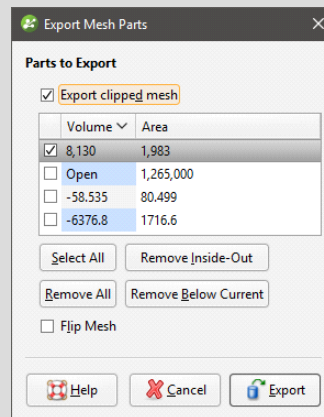 Export Mesh Parts
Parts to Export
Export clipped mesh
Volume Area
8,130 1,983
Open 1,265,000
-58.535 80.499
-6376.8 1716.6
Select All Remove Inside-Out
Remove All Remove Below Current
Flip Mesh
Help Cancel Export